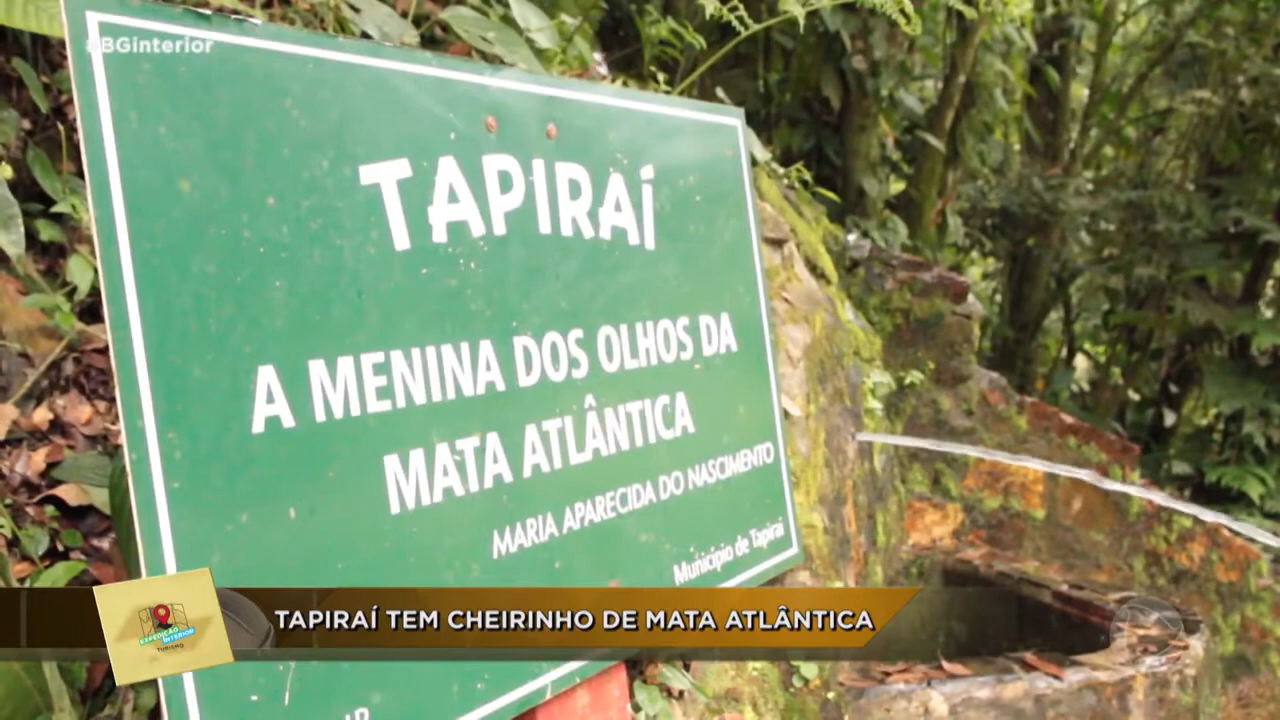 #BGinterior
TAPIRAÍ
A MENINA DOS OLHOS DA
MATA ATLÂNTICA
MARIA APARECIDA DO NASCIMENTO
Município de Tapiraí
EXPEDIÇÃO
INTERIOR
TURISMO
TAPIRAÍ TEM CHEIRINHO DE MATA ATLÂNTICA